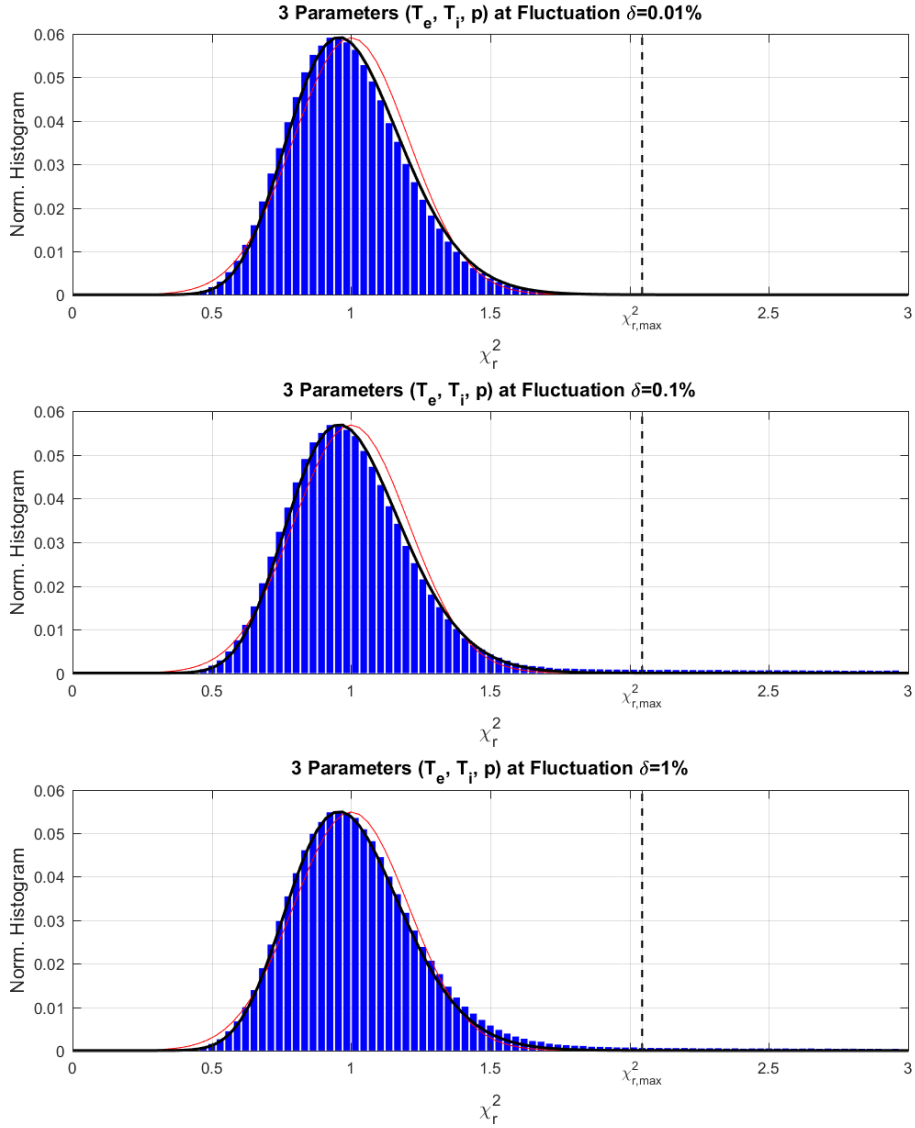 3 Parameters (T_e, T_i, p) at Fluctuation δ=0.01%
0.06
0.05
0.04
0.03
0.02
0.01
0
Norm. Histogram
0 0.5 1 1.5 χ²_r,max 2.5 3
χ_r²
3 Parameters (T_e, T_i, p) at Fluctuation δ=0.1%
0.06
0.05
0.04
0.03
0.02
0.01
0
Norm. Histogram
0 0.5 1 1.5 χ²_r,max 2.5 3
χ_r²
3 Parameters (T_e, T_i, p) at Fluctuation δ=1%
0.06
0.05
0.04
0.03
0.02
0.01
0
Norm. Histogram
0 0.5 1 1.5 χ²_r,max 2.5 3
χ_r²